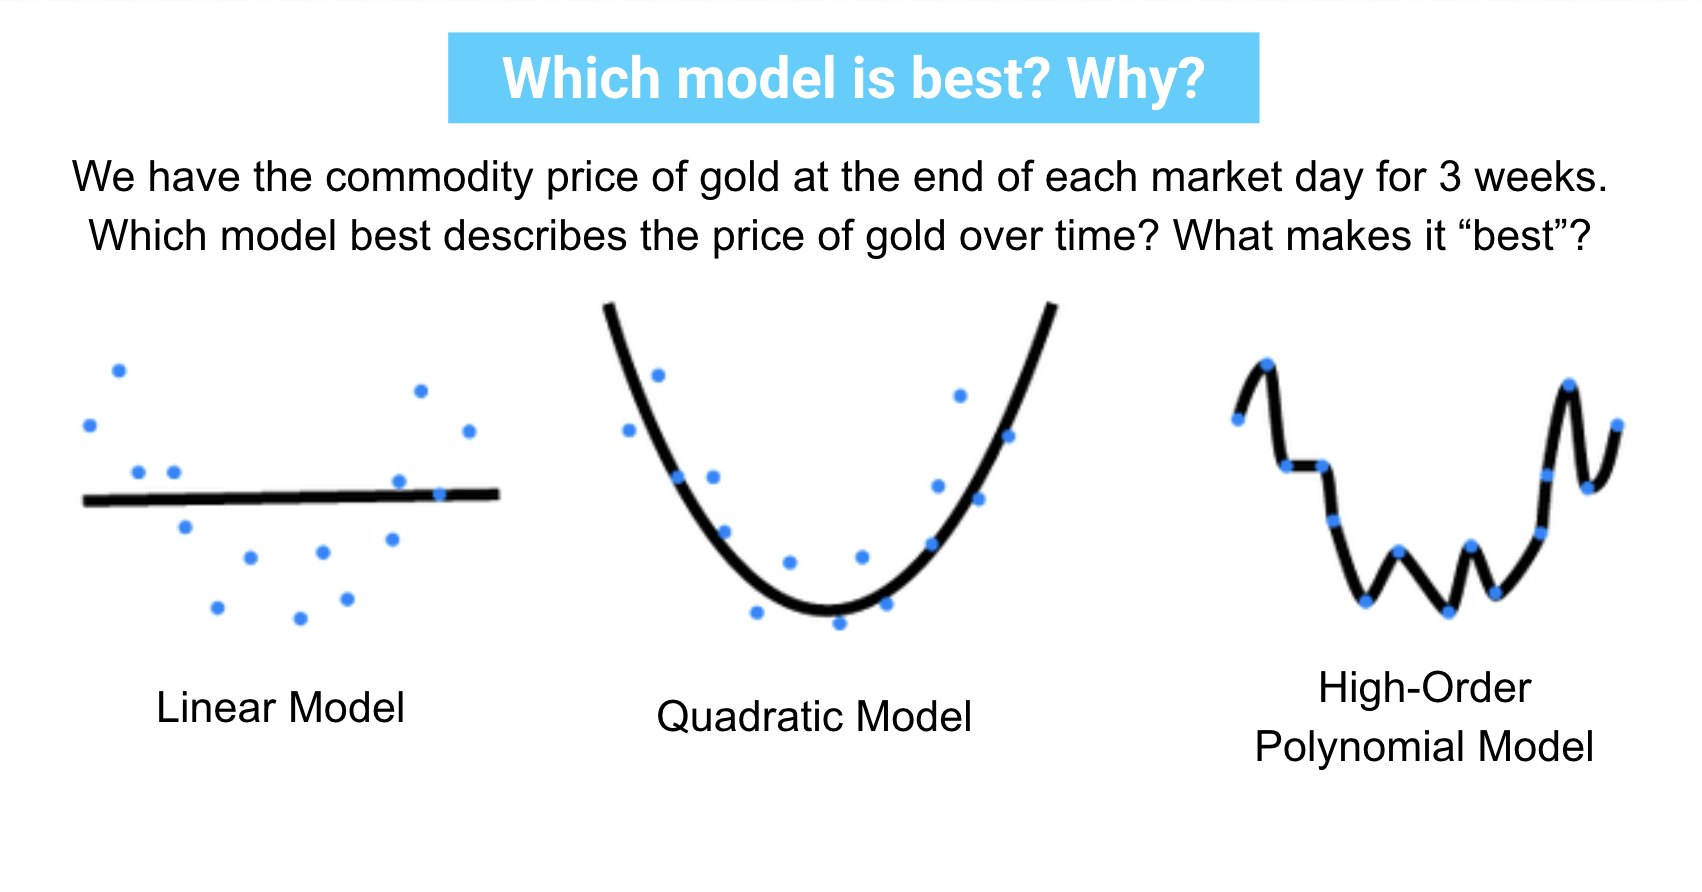 Which model is best? Why?
We have the commodity price of gold at the end of each market day for 3 weeks.
Which model best describes the price of gold over time? What makes it “best”?
Linear Model
Quadratic Model
High-Order
Polynomial Model